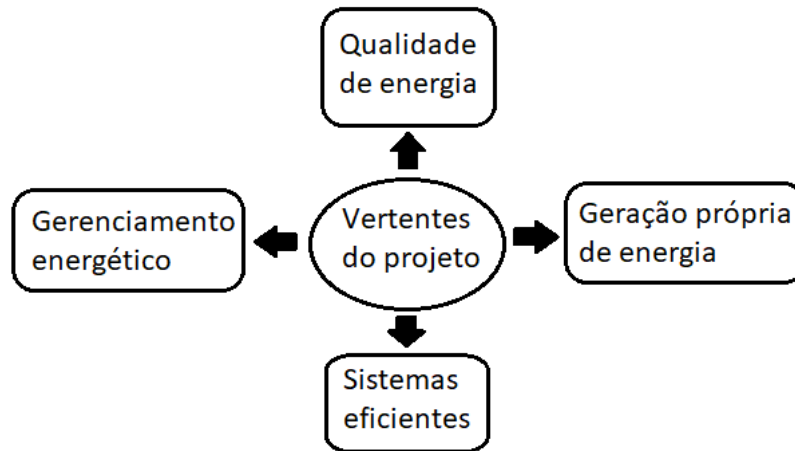 Qualidade
de energia
Gerenciamento
energético
Vertentes
do projeto
Geração própria
de energia
Sistemas
eficientes